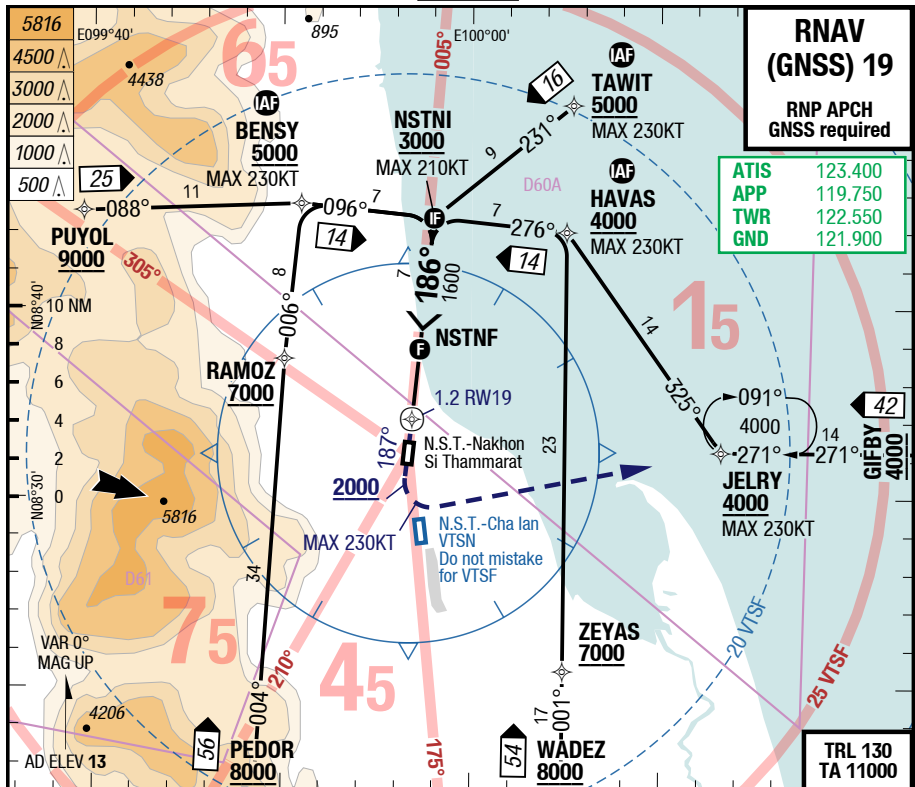 5816
4500
3000
2000
1000
500
E099°40'
895
65
4438
005°
E100°00'
IAF
TAWIT
5000
MAX 230KT
16
RNAV
(GNSS) 19
RNP APCH
GNSS required
IAF
BENSY
5000
MAX 230KT
NSTNI
3000
MAX 210KT
9
231°
D60A
IAF
HAVAS
4000
MAX 230KT
ATIS 123.400
APP 119.750
TWR 122.550
GND 121.900
25
11
088°
PUYOL
9000
096°
7
14
IF
7
276°
14
305°
8
006°
7
186°
1600
14
15
N08°40'
10 NM
8
6
4
2
0
N08°30'
F
NSTNF
RAMOZ
7000
1.2 RW19
187°
N.S.T.-Nakhon
Si Thammarat
23
325°
091°
4000
42
14
271°
271°
GIFBY
4000
JELRY
4000
MAX 230KT
2000
MAX 230KT
5816
N.S.T.-Cha Ian
VTSN
Do not mistake
for VTSF
D61
34
75
VAR 0°
MAG UP
210°
45
ZEYAS
7000
20 VTSF
25 VTSF
4206
004°
56
PEDOR
8000
175°
17
001°
54
WADEZ
8000
AD ELEV 13
TRL 130
TA 11000